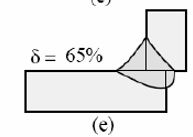 δ = 65%
(e)